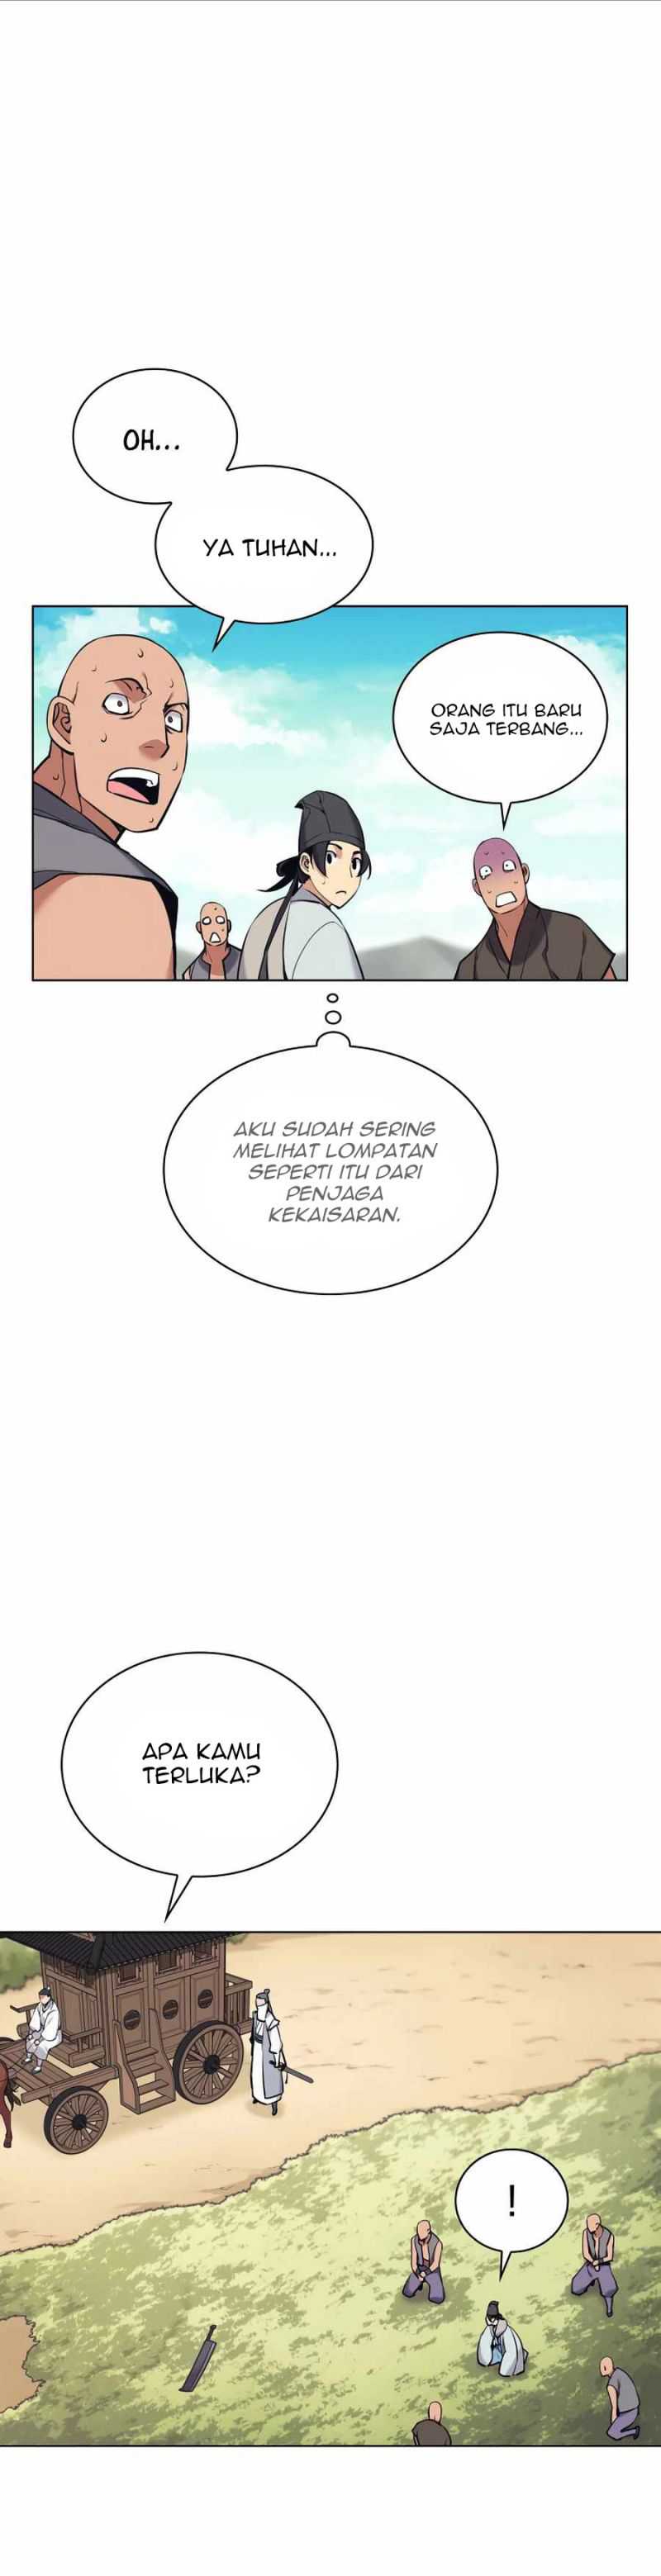 OH...
YA TUHAN...
ORANG ITU BARU
SAJA TERBANG...
AKU SUDAH SERING
MELIHAT LOMPATAN
SEPERTI ITU DARI
PENJAGA
KEKAISARAN.
APA KAMU
TERLUKA?
!